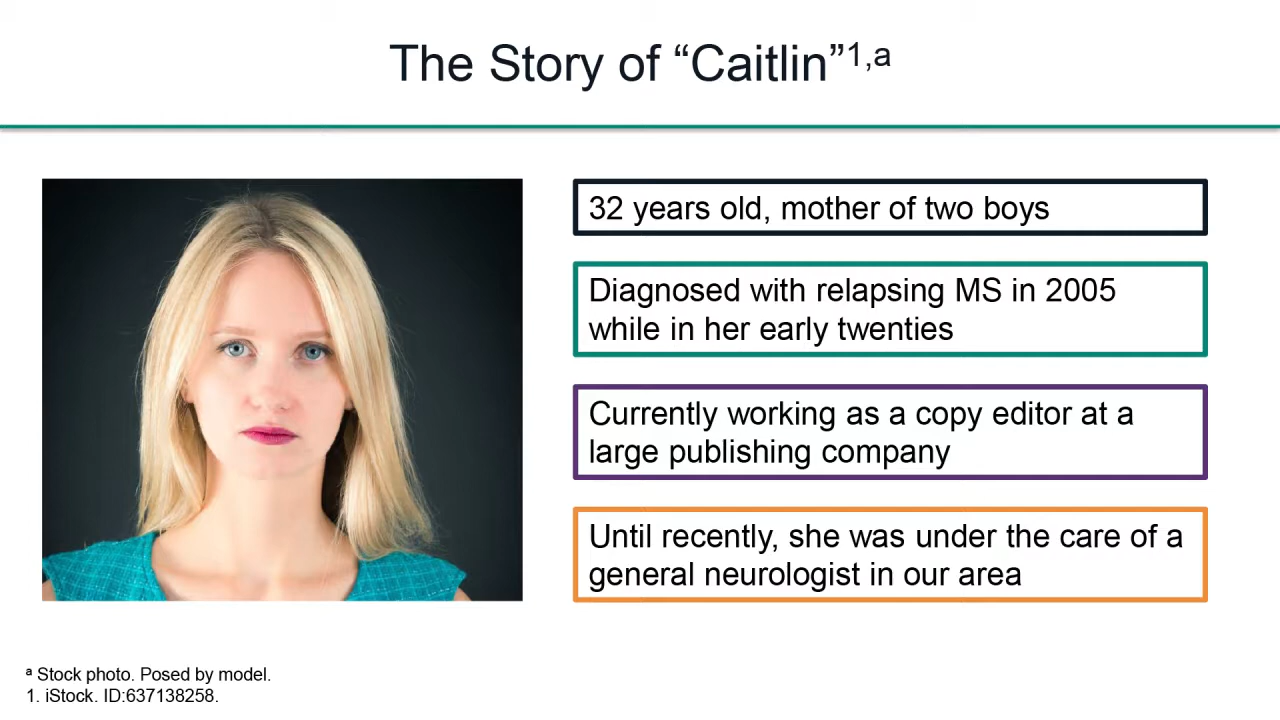 The Story of “Caitlin”1,a
32 years old, mother of two boys
Diagnosed with relapsing MS in 2005
while in her early twenties
Currently working as a copy editor at a
large publishing company
Until recently, she was under the care of a
general neurologist in our area
a Stock photo. Posed by model.
1. iStock. ID:637138258.